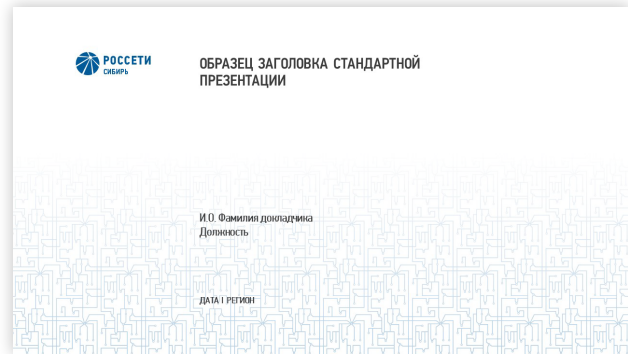 РОССЕТИ
СИБИРЬ
ОБРАЗЕЦ ЗАГОЛОВКА СТАНДАРТНОЙ
ПРЕЗЕНТАЦИИ
И.О. Фамилия докладчика
Должность
ДАТА I РЕГИОН